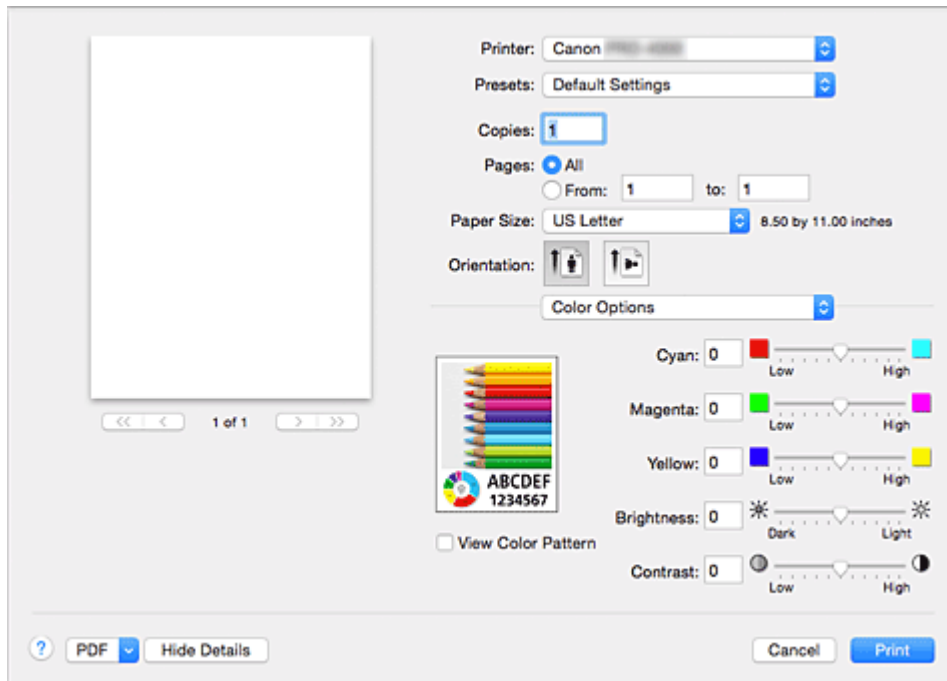 Printer: Canon
Presets: Default Settings
Copies: 1
Pages: All
From: 1 to: 1
Paper Size: US Letter 8.50 by 11.00 inches
Orientation:
Color Options
Cyan: 0
Low High
Magenta: 0
Low High
Yellow: 0
Low High
Brightness: 0
Dark Light
Contrast: 0
Low High
<< < 1 of 1 > >>
ABCDEF
1234567
View Color Pattern
? PDF Hide Details Cancel Print